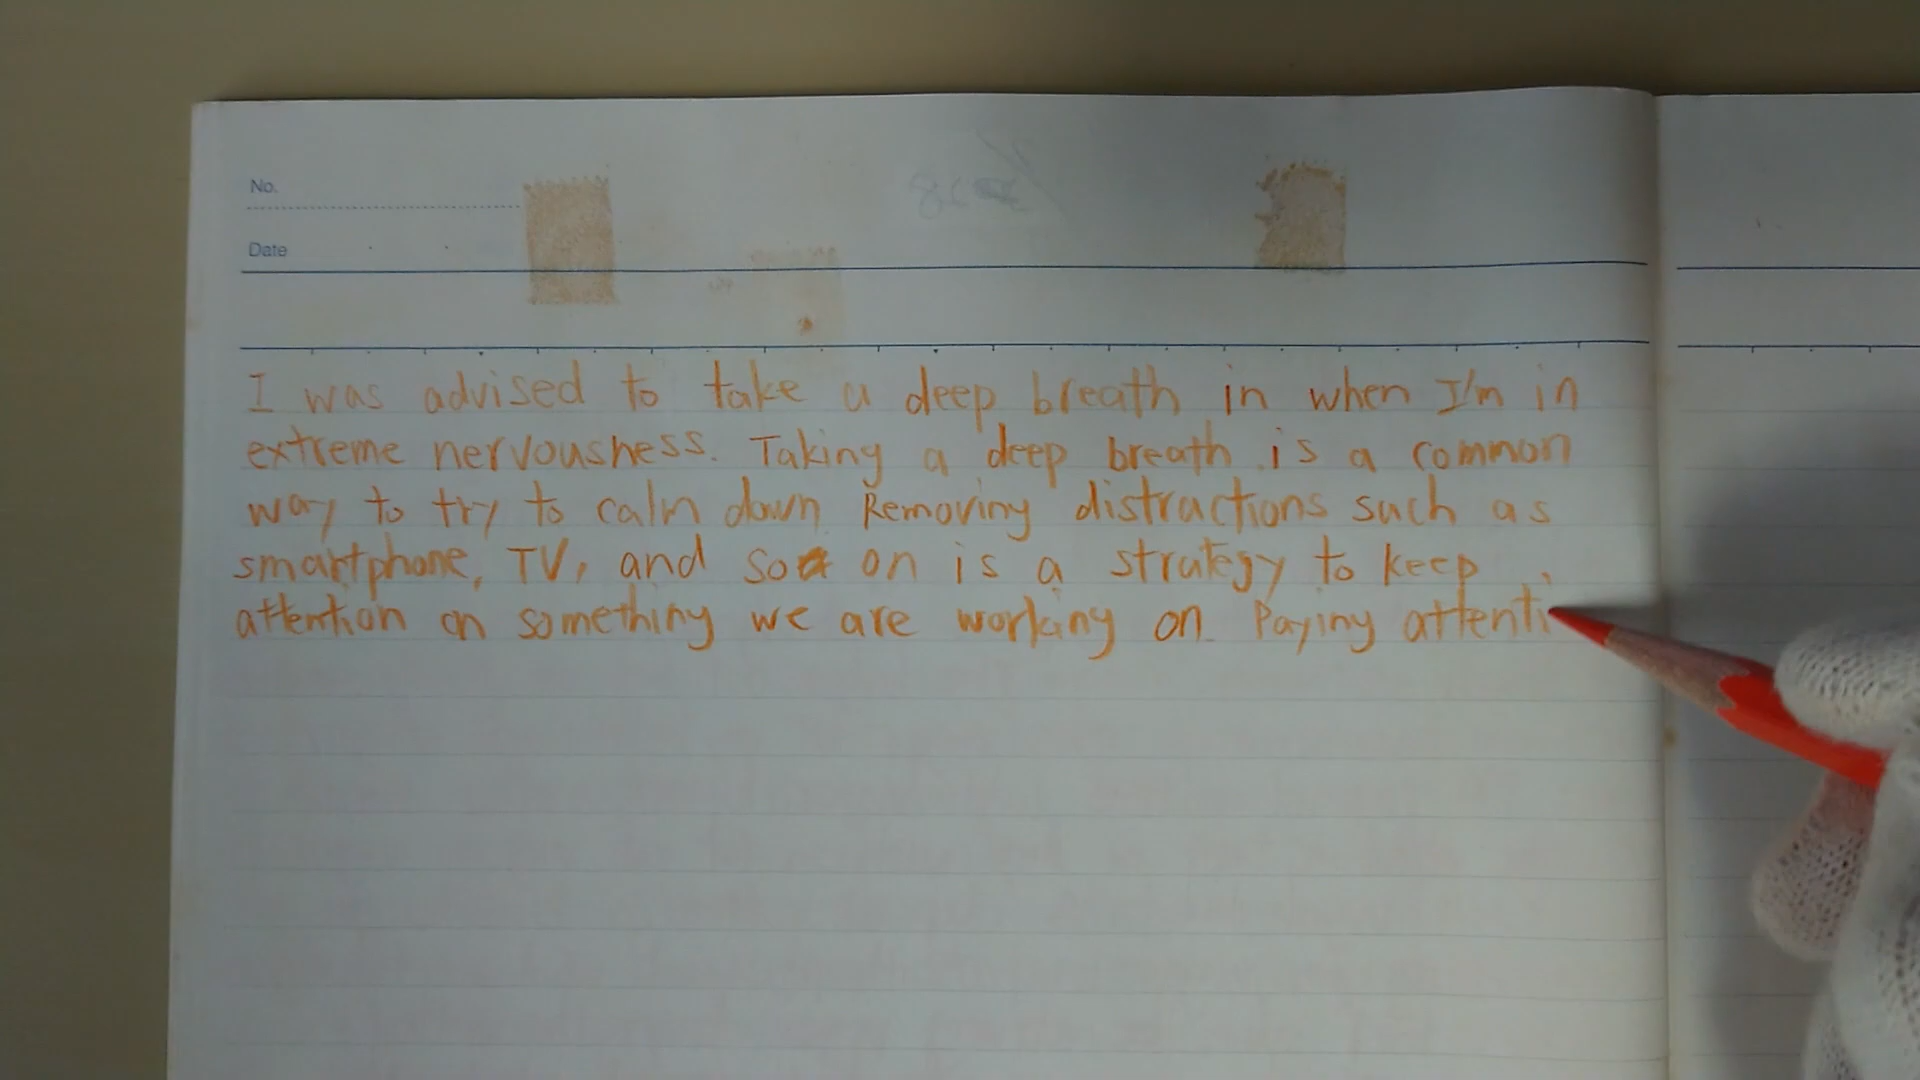 No.
Date
I was advised to take a deep breath in when I'm in
extreme nervousness. Taking a deep breath is a common
way to try to calm down. Removing distractions such as
smartphone, TV, and so on is a strategy to keep
attention on something we are working on. Paying attenti